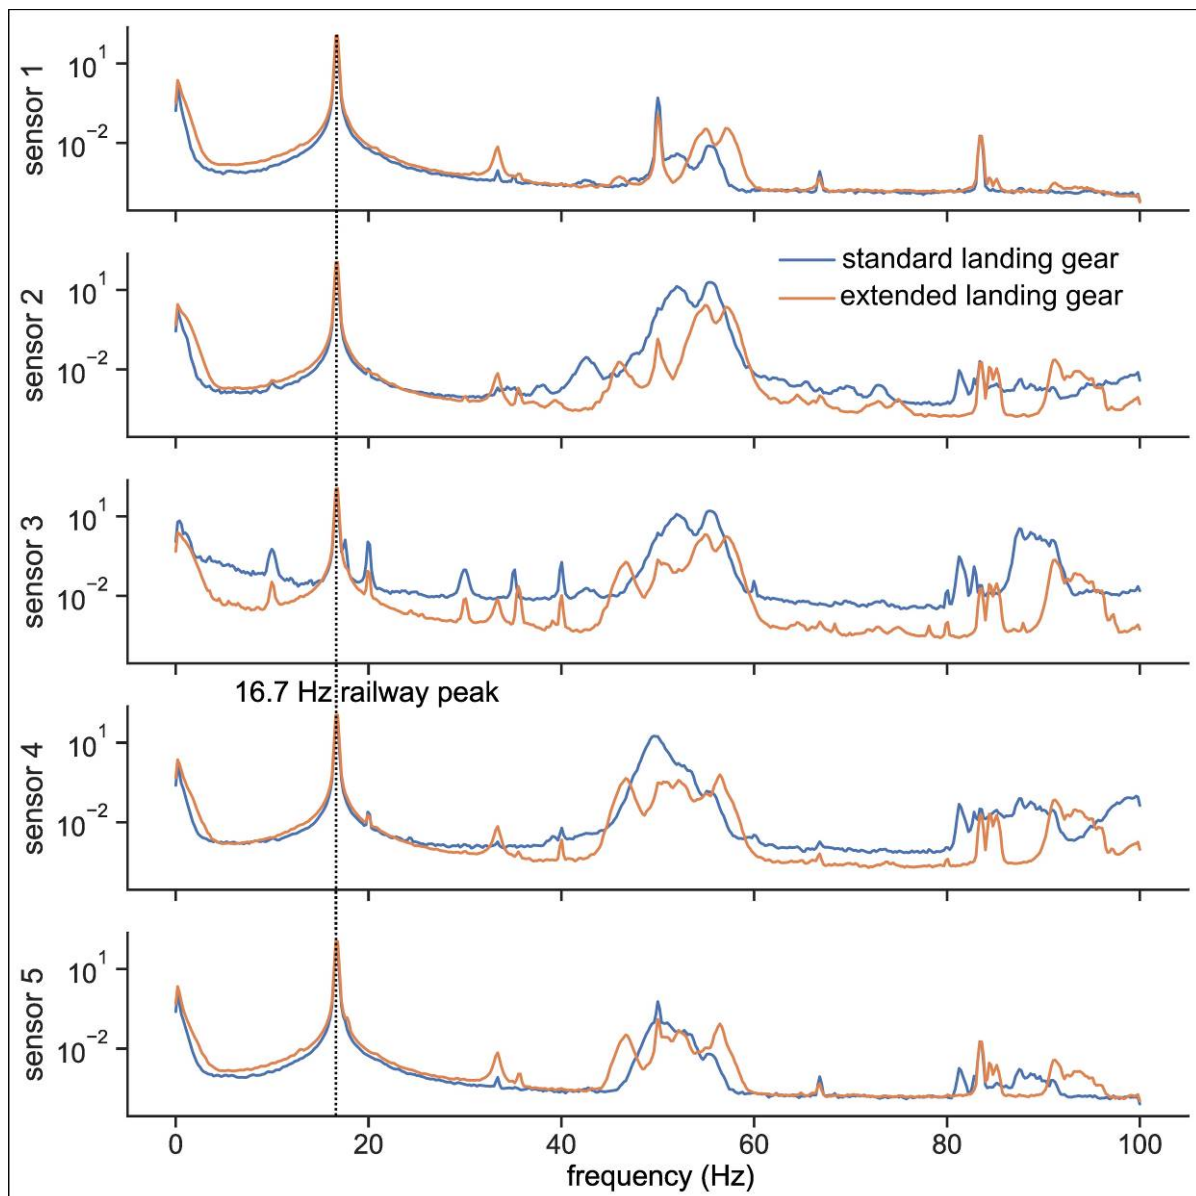 sensor 1
10^1
10^−2
sensor 2
10^1
10^−2
standard landing gear
extended landing gear
sensor 3
10^1
10^−2
16.7 Hz railway peak
sensor 4
10^1
10^−2
sensor 5
10^1
10^−2
0 20 40 60 80 100
frequency (Hz)